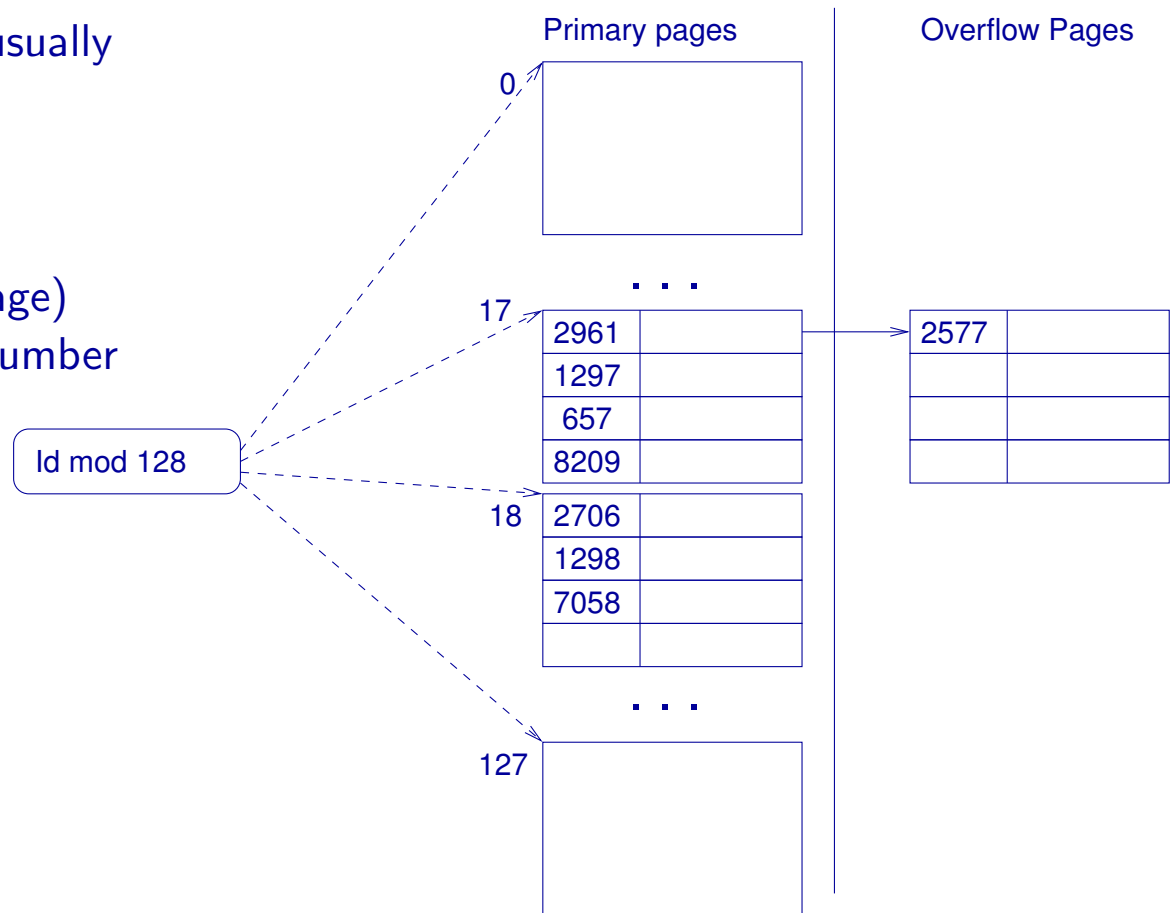 usually
nge)
umber
Id mod 128
Primary pages
Overflow Pages
0
. . .
17
2961
1297
657
8209
2577
18
2706
1298
7058
. . .
127